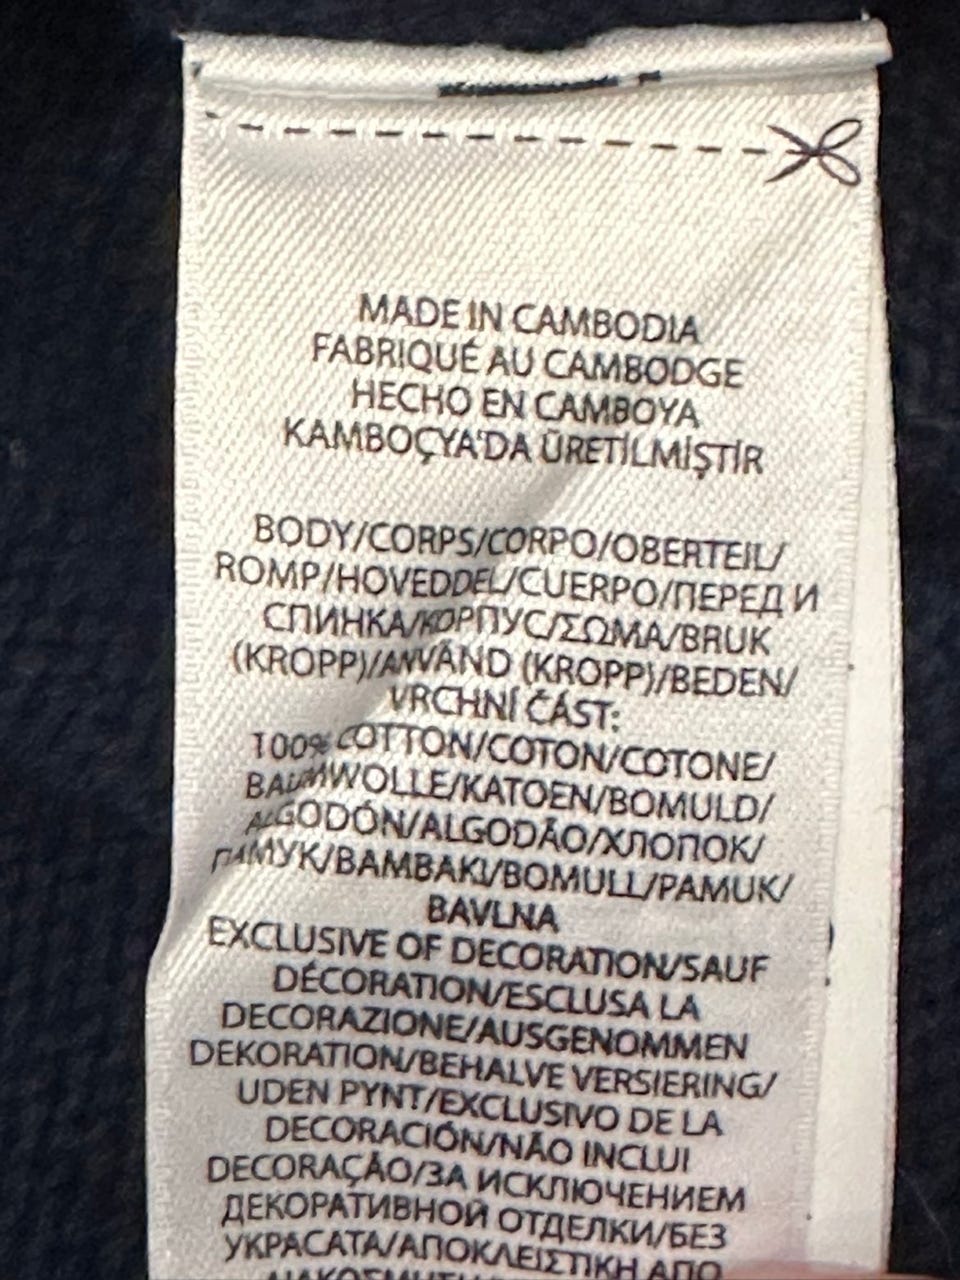 MADE IN CAMBODIA
FABRIQUÉ AU CAMBODGE
HECHO EN CAMBOYA
KAMBOÇYA'DA ÜRETİLMİŞTİR
BODY/CORPS/CORPO/OBERTEIL/
ROMP/HOVEDDEL/CUERPO/ПЕРЕД И
СПИНКА/КОРПУС/ΣΩΜΑ/BRUK
(KROPP)/ANVÄND (KROPP)/BEDEN/
VRCHNÍ ČÁST:
100% COTTON/COTON/COTONE/
BAUMWOLLE/KATOEN/BOMULD/
ALGODÓN/ALGODÃO/ХЛОПОК/
ПАМУК/ΒΑΜΒΑΚΙ/BOMULL/PAMUK/
BAVLNA
EXCLUSIVE OF DECORATION/SAUF
DÉCORATION/ESCLUSA LA
DECORAZIONE/AUSGENOMMEN
DEKORATION/BEHALVE VERSIERING/
UDEN PYNT/EXCLUSIVO DE LA
DECORACIÓN/NÃO INCLUI
DECORAÇÃO/ЗА ИСКЛЮЧЕНИЕМ
ДЕКОРАТИВНОЙ ОТДЕЛКИ/БЕЗ
УКРАСАТА/ΑΠΟΚΛΕΙΣΤΙΚΗ ΑΠΟ